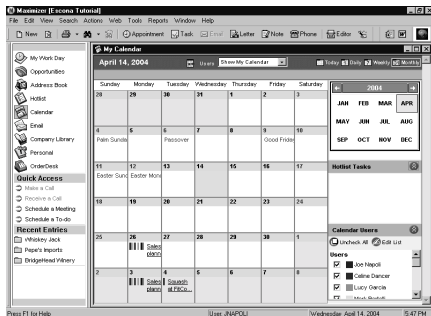 Maximizer [Escona Tutorial]
File Edit View Search Actions Web Tools Reports Window Help
New Appointment Task Email Letter Note Phone Editor
My Work Day
Opportunities
Address Book
Hotlist
Calendar
Email
Company Library
Personal
OrderDesk
Quick Access
Make a Call
Receive a Call
Schedule a Meeting
Schedule a To-do
Recent Entries
Whiskey Jack
Pepe's Imports
BridgeHead Winery
My Calendar
April 14, 2004 Users Show My Calendar Today Daily Weekly Monthly
Sunday Monday Tuesday Wednesday Thursday Friday Saturday
28 29 30 31 1 2 3
4 5 6 7 8 9 10
Palm Sunda Passover Good Frida
11 12 13 14 15 16 17
Easter Sund Easter Mon
18 19 20 21 22 23 24
25 26 27 28 29 30 1
Sales plann
2 3 4 5 6 7 8
Sales plann Squash at FitCo...
2004
JAN FEB MAR APR
MAY JUN JUL AUG
SEP OCT NOV DEC
Hotlist Tasks
Calendar Users
Uncheck All Edit List
Users
Joe Napoli
Celine Dancer
Lucy Garcia
Press F1 for Help User: JNAPOLI Wednesday, April 14, 2004 5:47 PM